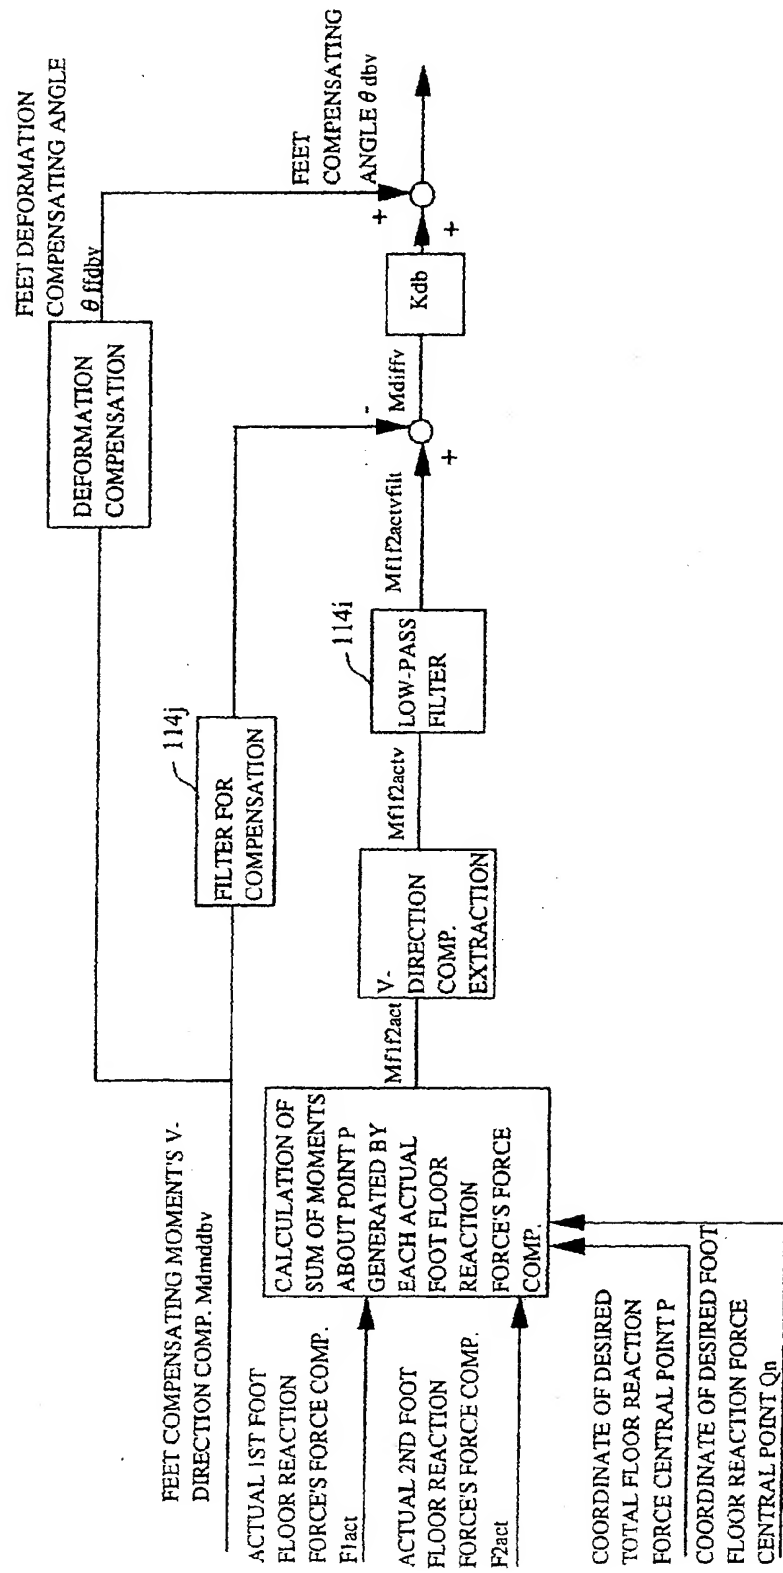 FEET COMPENSATING MOMENT'S V-
DIRECTION COMP. Mdmddbv
DEFORMATION
COMPENSATION
FEET DEFORMATION
COMPENSATING ANGLE
θ ffdbv
FILTER FOR
COMPENSATION
114j
ACTUAL 1ST FOOT
FLOOR REACTION
FORCE'S FORCE COMP.
F1act
ACTUAL 2ND FOOT
FLOOR REACTION
FORCE'S FORCE COMP.
F2act
COORDINATE OF DESIRED
TOTAL FLOOR REACTION
FORCE CENTRAL POINT P
COORDINATE OF DESIRED FOOT
FLOOR REACTION FORCE
CENTRAL POINT Qn
CALCULATION OF
SUM OF MOMENTS
ABOUT POINT P
GENERATED BY
EACH ACTUAL
FOOT FLOOR
REACTION
FORCE'S FORCE
COMP.
Mf1f2act
V-
DIRECTION
COMP.
EXTRACTION
Mf1f2actv
LOW-PASS
FILTER
114i
Mf1f2actvfilt
+
-
Mdiffv
Kdb
+
+
FEET
COMPENSATING
ANGLE θ dbv